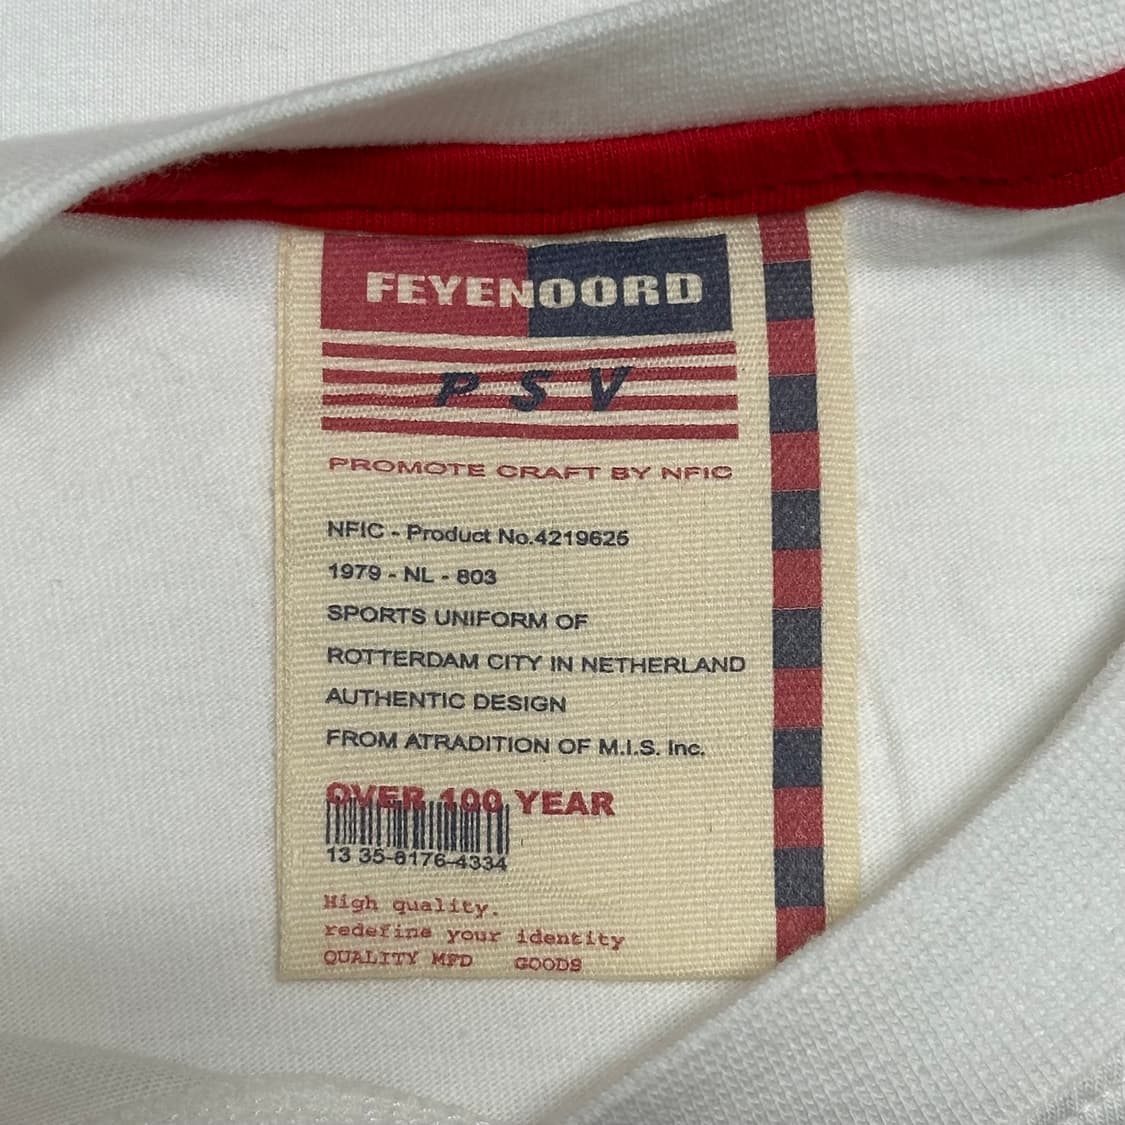 FEYENOORD
PSV
PROMOTE CRAFT BY NFIC
NFIC - Product No.4219625
1979 - NL - 803
SPORTS UNIFORM OF
ROTTERDAM CITY IN NETHERLAND
AUTHENTIC DESIGN
FROM ATRADITION OF M.I.S. Inc.
OVER 100 YEAR
13 35-8176-4334
High quality.
redefine your identity
QUALITY MFD GOODS